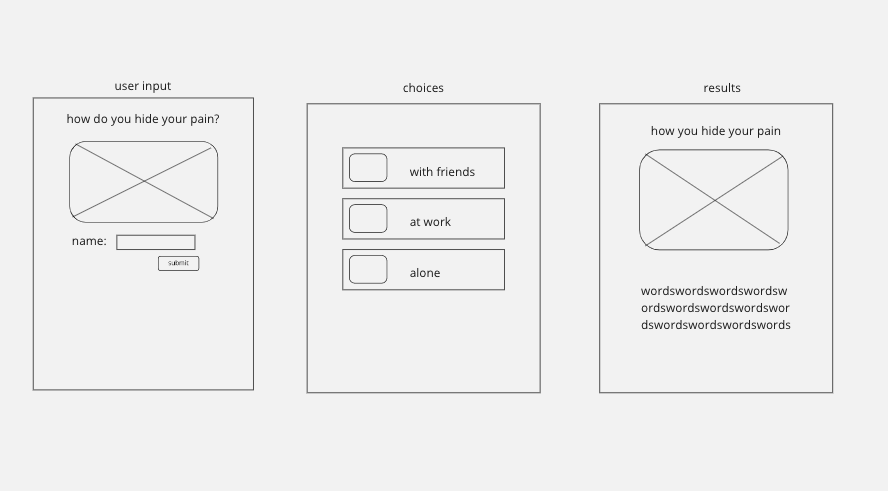 user input
how do you hide your pain?
name:
submit
choices
with friends
at work
alone
results
how you hide your pain
wordswordswordswordsw
ordswordswordswordswor
dswordswordswordswords